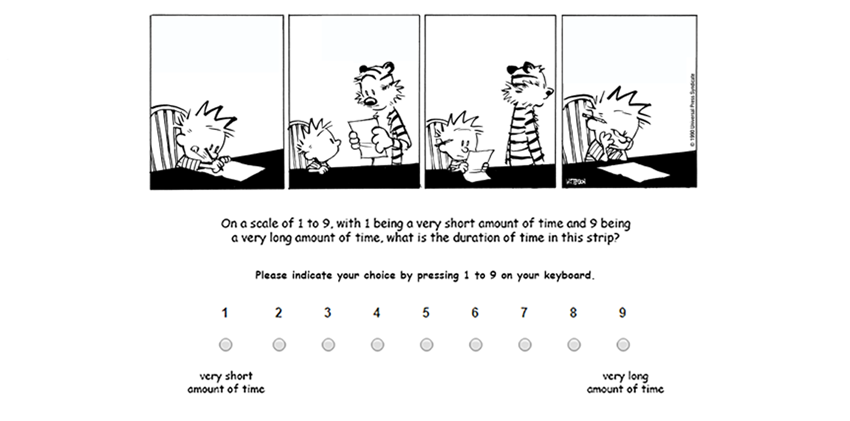 © 1990 Universal Press Syndicate
WATTERSON
On a scale of 1 to 9, with 1 being a very short amount of time and 9 being
a very long amount of time, what is the duration of time in this strip?
Please indicate your choice by pressing 1 to 9 on your keyboard.
1 2 3 4 5 6 7 8 9
very short very long
amount of time amount of time